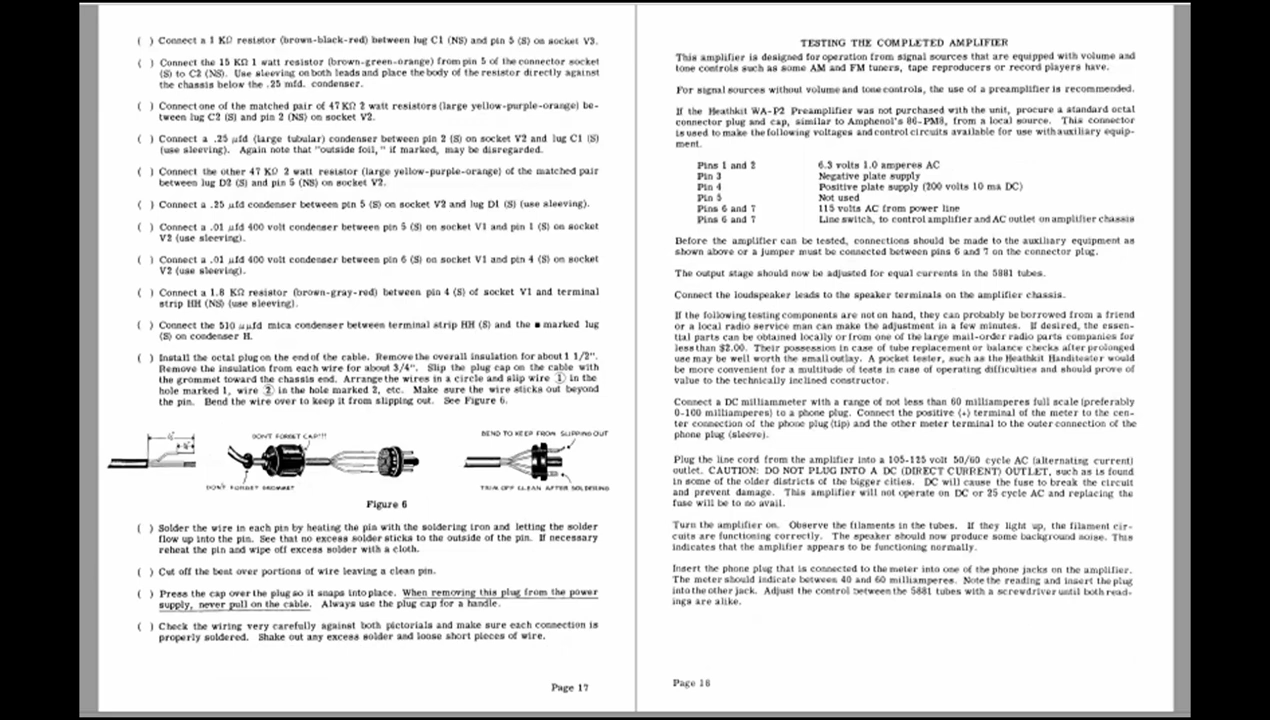 ( ) Connect a 1 KΩ resistor (brown-black-red) between lug C1 (NS) and pin 5 (S) on socket V3.
( ) Connect the 15 KΩ 1 watt resistor (brown-green-orange) from pin 5 of the connector socket
(S) to C2 (NS). Use sleeving on both leads and place the body of the resistor directly against
the chassis below the .25 mfd. condenser.
( ) Connect one of the matched pair of 47 KΩ 2 watt resistors (large yellow-purple-orange) be-
tween lug C2 (S) and pin 2 (NS) on socket V2.
( ) Connect a .25 μfd (large tubular) condenser between pin 2 (S) on socket V2 and lug C1 (S)
(use sleeving). Again note that "outside foil," if marked, may be disregarded.
( ) Connect the other 47 KΩ 2 watt resistor (large yellow-purple-orange) of the matched pair
between lug D2 (S) and pin 5 (NS) on socket V2.
( ) Connect a .25 μfd condenser between pin 5 (S) on socket V2 and lug D1 (S) (use sleeving).
( ) Connect a .01 μfd 400 volt condenser between pin 5 (S) on socket V1 and pin 1 (S) on socket
V2 (use sleeving).
( ) Connect a .01 μfd 400 volt condenser between pin 6 (S) on socket V1 and pin 4 (S) on socket
V2 (use sleeving).
( ) Connect a 1.8 KΩ resistor (brown-gray-red) between pin 4 (S) of socket V1 and terminal
strip HH (NS) (use sleeving).
( ) Connect the 510 μμfd mica condenser between terminal strip HH (S) and the ■ marked lug
(S) on condenser H.
( ) Install the octal plug on the end of the cable. Remove the overall insulation for about 1 1/2".
Remove the insulation from each wire for about 3/4". Slip the plug cap on the cable with
the grommet toward the chassis end. Arrange the wires in a circle and slip wire ① in the
hole marked 1, wire ② in the hole marked 2, etc. Make sure the wire sticks out beyond
the pin. Bend the wire over to keep it from slipping out. See Figure 6.
DON'T FORGET CAP!!!
DON'T FORGET GROMMET
BEND TO KEEP FROM SLIPPING OUT
TRIM OFF CLEAN AFTER SOLDERING
Figure 6
( ) Solder the wire in each pin by heating the pin with the soldering iron and letting the solder
flow up into the pin. See that no excess solder sticks to the outside of the pin. If necessary
reheat the pin and wipe off excess solder with a cloth.
( ) Cut off the bent over portions of wire leaving a clean pin.
( ) Press the cap over the plug so it snaps into place. When removing this plug from the power
supply, never pull on the cable. Always use the plug cap for a handle.
( ) Check the wiring very carefully against both pictorials and make sure each connection is
properly soldered. Shake out any excess solder and loose short pieces of wire.
Page 17
TESTING THE COMPLETED AMPLIFIER
This amplifier is designed for operation from signal sources that are equipped with volume and
tone controls such as some AM and FM tuners, tape reproducers or record players have.
For signal sources without volume and tone controls, the use of a preamplifier is recommended.
If the Heathkit WA-P2 Preamplifier was not purchased with the unit, procure a standard octal
connector plug and cap, similar to Amphenol's 86-PM8, from a local source. This connector
is used to make the following voltages and control circuits available for use with auxiliary equip-
ment.
Pins 1 and 2 6.3 volts 1.0 amperes AC
Pin 3 Negative plate supply
Pin 4 Positive plate supply (200 volts 10 ma DC)
Pin 5 Not used
Pins 6 and 7 115 volts AC from power line
Pins 6 and 7 Line switch, to control amplifier and AC outlet on amplifier chassis
Before the amplifier can be tested, connections should be made to the auxiliary equipment as
shown above or a jumper must be connected between pins 6 and 7 on the connector plug.
The output stage should now be adjusted for equal currents in the 5881 tubes.
Connect the loudspeaker leads to the speaker terminals on the amplifier chassis.
If the following testing components are not on hand, they can probably be borrowed from a friend
or a local radio service man can make the adjustment in a few minutes. If desired, the essen-
tial parts can be obtained locally or from one of the large mail-order radio parts companies for
less than $2.00. Their possession in case of tube replacement or balance checks after prolonged
use may be well worth the small outlay. A pocket tester, such as the Heathkit Handitester would
be more convenient for a multitude of tests in case of operating difficulties and should prove of
value to the technically inclined constructor.
Connect a DC milliammeter with a range of not less than 60 milliamperes full scale (preferably
0-100 milliamperes) to a phone plug. Connect the positive (+) terminal of the meter to the cen-
ter connection of the phone plug (tip) and the other meter terminal to the outer connection of the
phone plug (sleeve).
Plug the line cord from the amplifier into a 105-125 volt 50/60 cycle AC (alternating current)
outlet. CAUTION: DO NOT PLUG INTO A DC (DIRECT CURRENT) OUTLET, such as is found
in some of the older districts of the bigger cities. DC will cause the fuse to break the circuit
and prevent damage. This amplifier will not operate on DC or 25 cycle AC and replacing the
fuse will be to no avail.
Turn the amplifier on. Observe the filaments in the tubes. If they light up, the filament cir-
cuits are functioning correctly. The speaker should now produce some background noise. This
indicates that the amplifier appears to be functioning normally.
Insert the phone plug that is connected to the meter into one of the phone jacks on the amplifier.
The meter should indicate between 40 and 60 milliamperes. Note the reading and insert the plug
into the other jack. Adjust the control between the 5881 tubes with a screwdriver until both read-
ings are alike.
Page 18